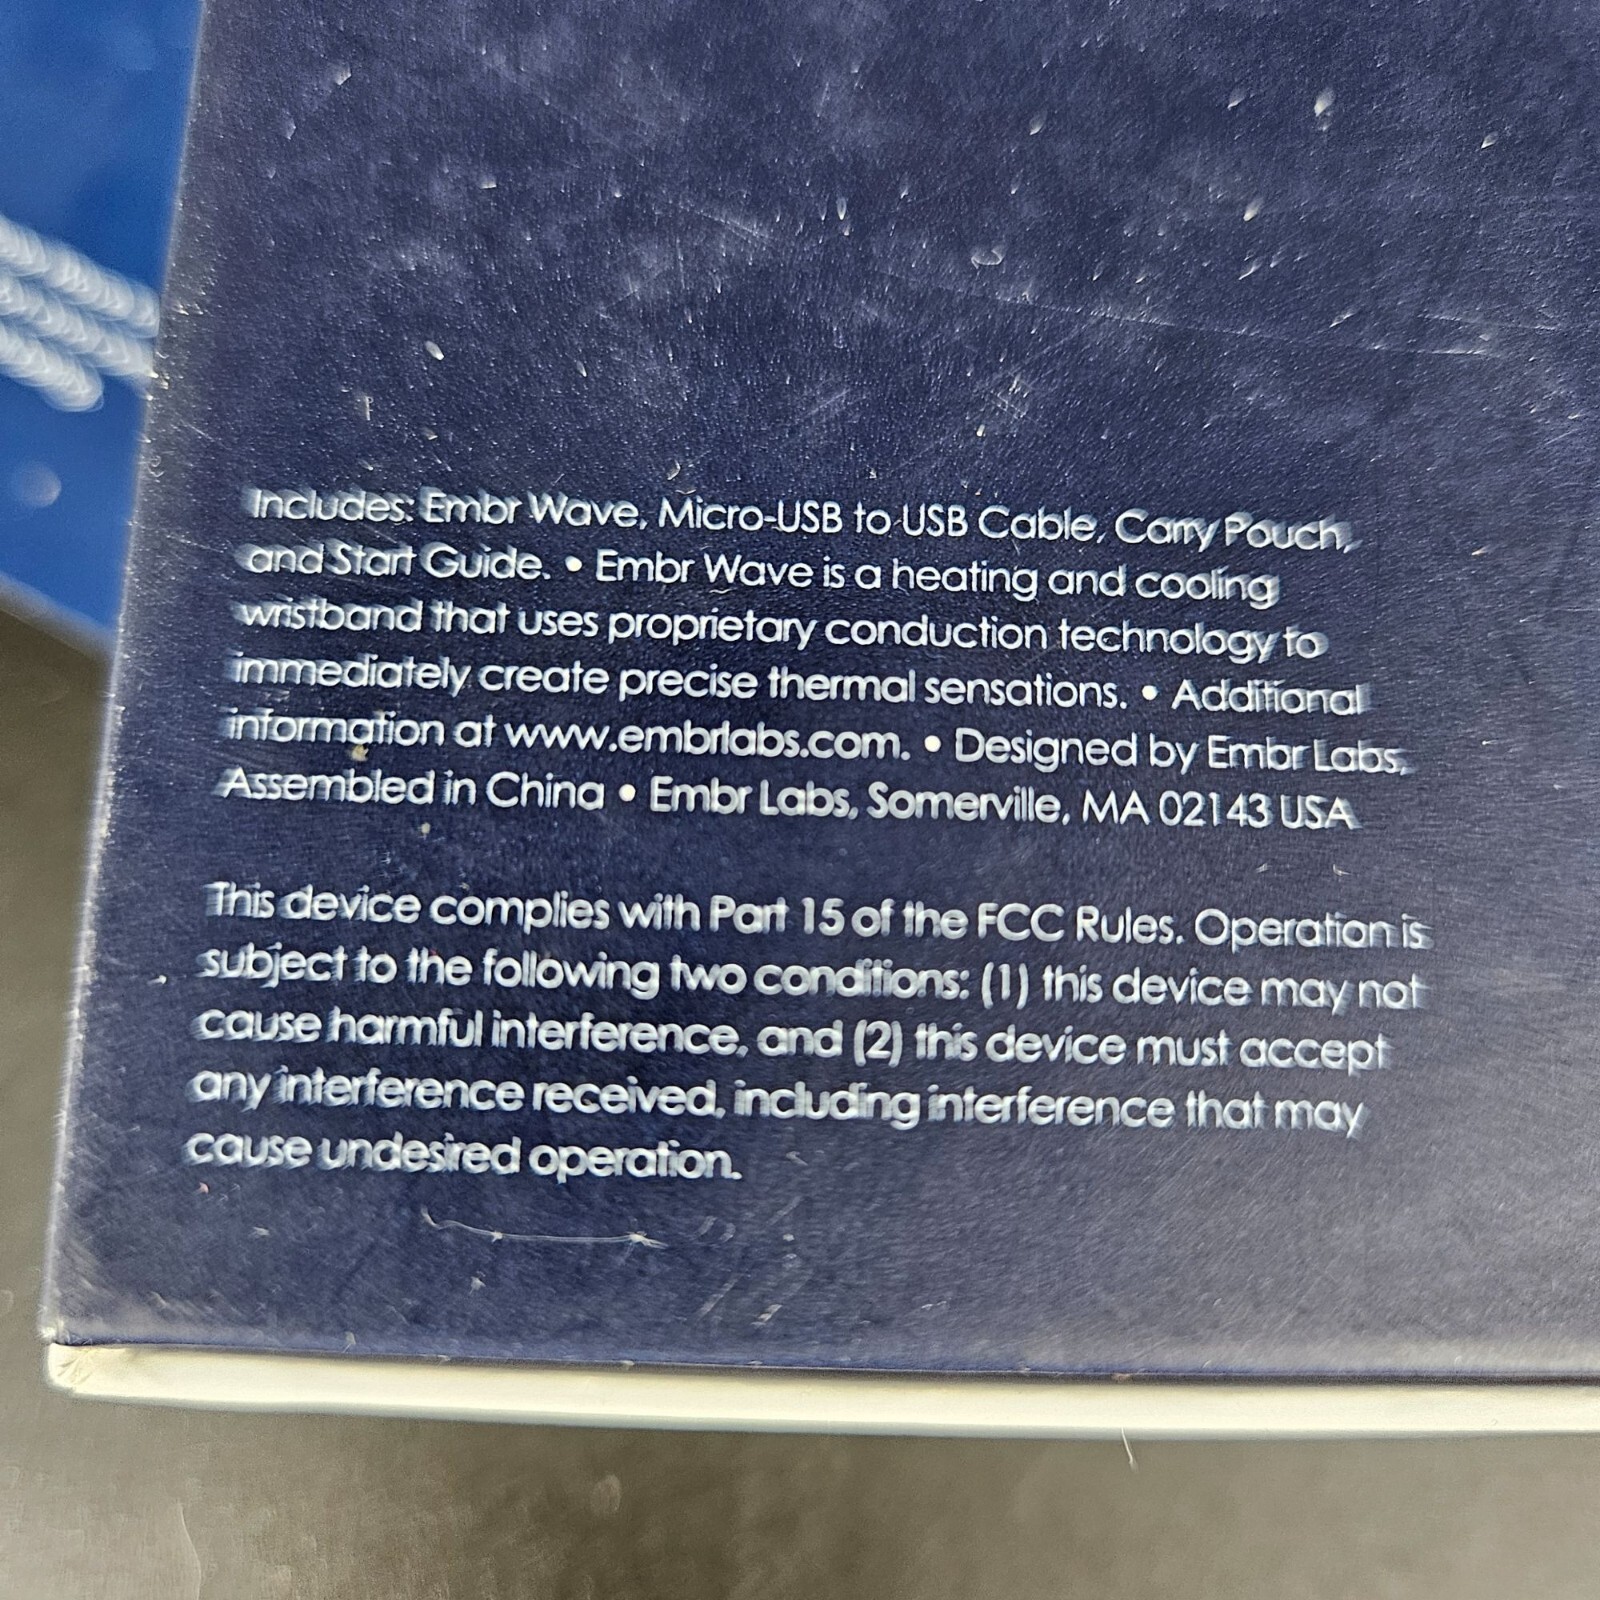 Includes: Embr Wave, Micro-USB to USB Cable, Carry Pouch,
and Start Guide. • Embr Wave is a heating and cooling
wristband that uses proprietary conduction technology to
immediately create precise thermal sensations. • Additional
information at www.embrlabs.com. • Designed by Embr Labs,
Assembled in China • Embr Labs, Somerville, MA 02143 USA
This device complies with Part 15 of the FCC Rules. Operation is
subject to the following two conditions: (1) this device may not
cause harmful interference, and (2) this device must accept
any interference received, including interference that may
cause undesired operation.